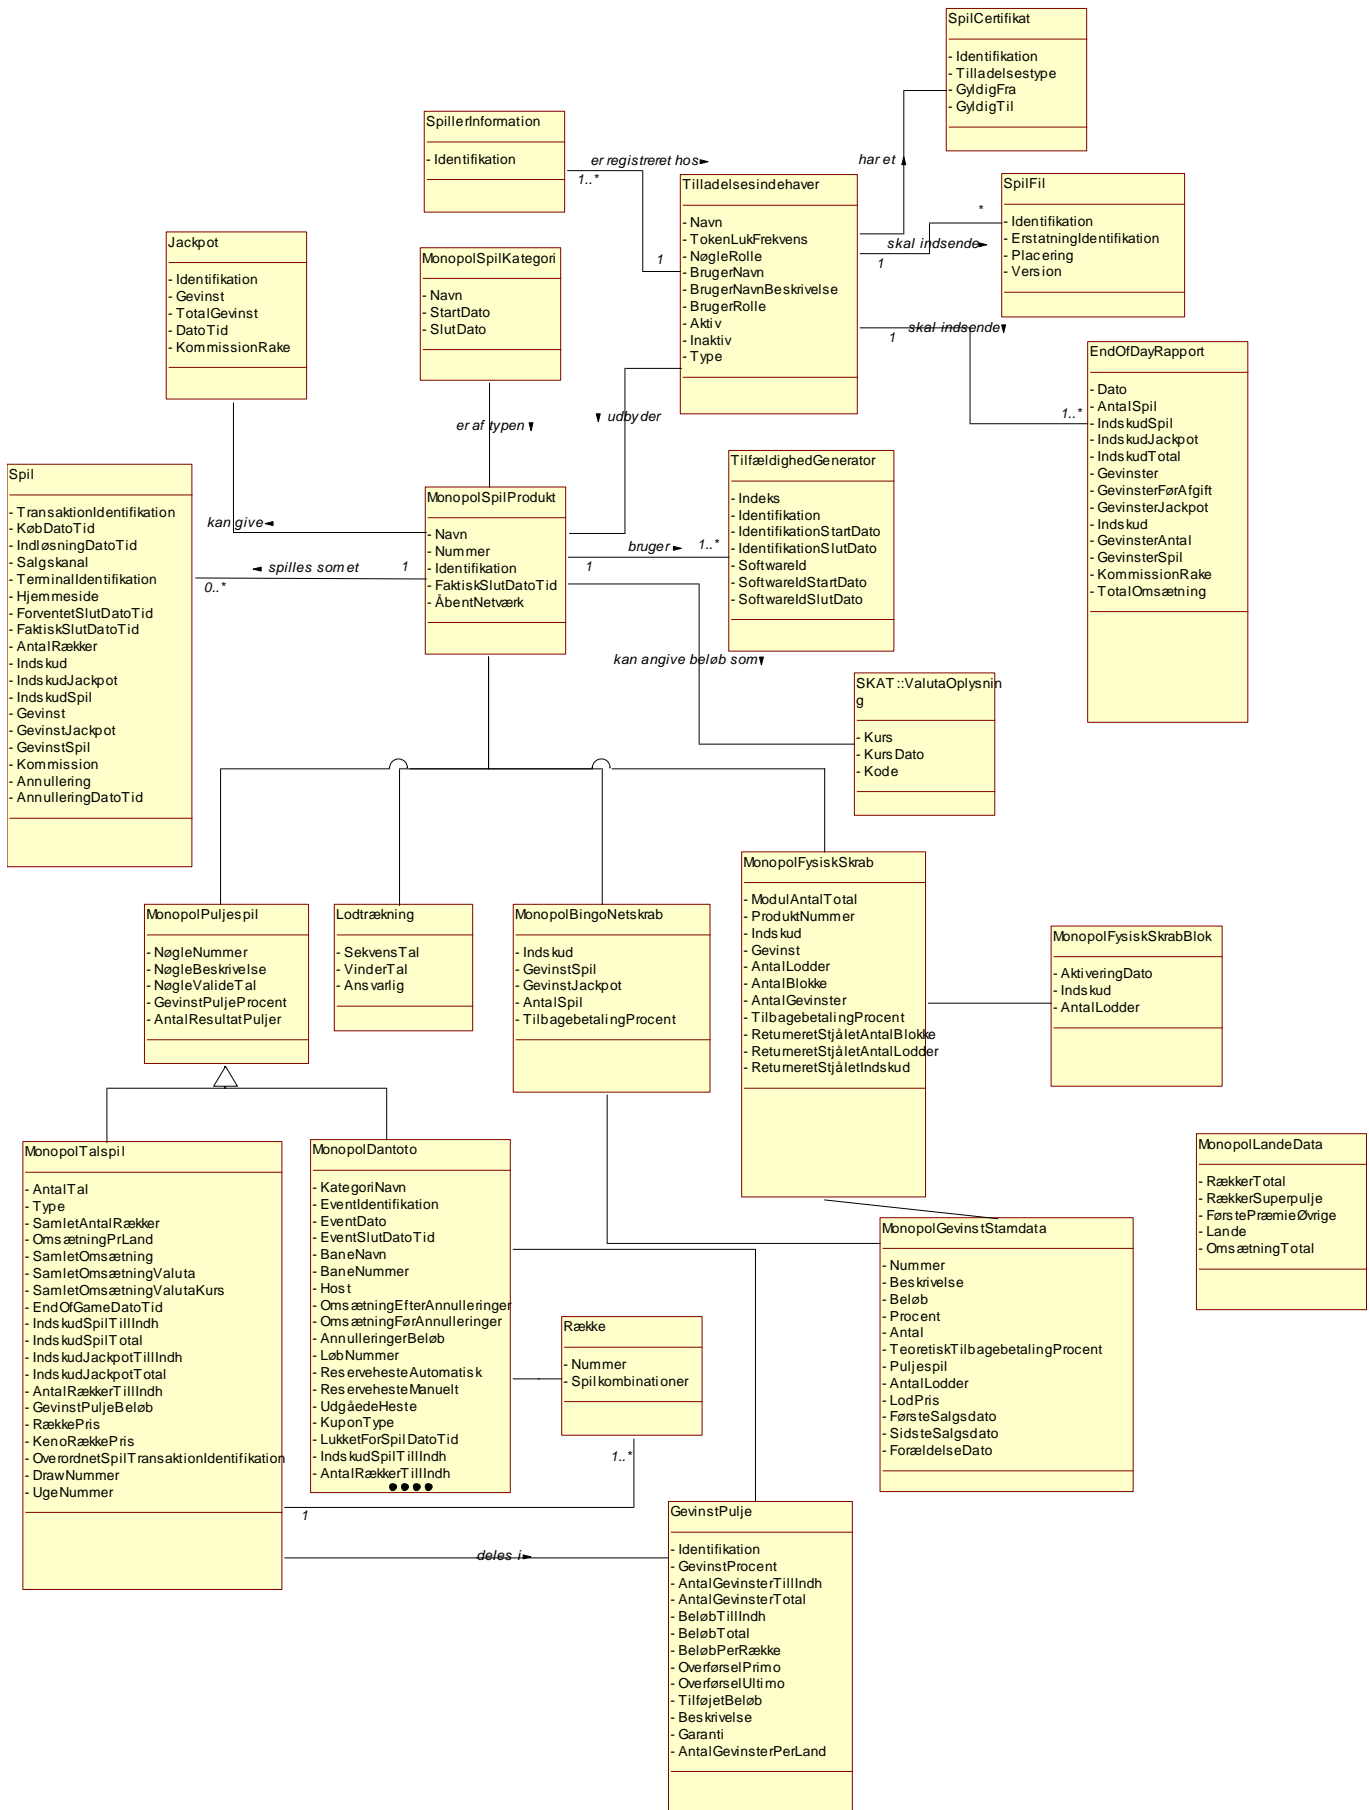 SpilCertifikat
- Identifikation
- Tilladelsestype
- GyldigFra
- GyldigTil
SpillerInformation
- Identifikation
er registreret hos
1..*
1
har et
Tilladelsesindehaver
- Navn
- TokenLukFrekvens
- NøgleRolle
- BrugerNavn
- BrugerNavnBeskrivelse
- BrugerRolle
- Aktiv
- Inaktiv
- Type
SpilFil
- Identifikation
- ErstatningIdentifikation
- Placering
- Version
*
skal indsende
1
skal indsende
1
1..*
Jackpot
- Identifikation
- Gevinst
- TotalGevinst
- DatoTid
- KommissionRake
MonopolSpilKategori
- Navn
- StartDato
- SlutDato
EndOfDayRapport
- Dato
- AntalSpil
- IndskudSpil
- IndskudJackpot
- IndskudTotal
- Gevinster
- GevinsterFørAfgift
- GevinsterJackpot
- Indskud
- GevinsterAntal
- GevinsterSpil
- KommissionRake
- TotalOmsætning
er af typen
udbyder
Spil
- TransaktionIdentifikation
- KøbDatoTid
- IndløsningDatoTid
- Salgskanal
- TerminalIdentifikation
- Hjemmeside
- ForventetSlutDatoTid
- FaktiskSlutDatoTid
- AntalRækker
- Indskud
- IndskudJackpot
- IndskudSpil
- Gevinst
- GevinstJackpot
- GevinstSpil
- Kommission
- Annullering
- AnnulleringDatoTid
kan give
spilles som et
1
0..*
MonopolSpilProdukt
- Navn
- Nummer
- Identifikation
- FaktiskSlutDatoTid
- ÅbentNetværk
bruger
1..*
1
TilfældighedGenerator
- Indeks
- Identifikation
- IdentifikationStartDato
- IdentifikationSlutDato
- SoftwareId
- SoftwareIdStartDato
- SoftwareIdSlutDato
kan angive beløb som
SKAT::ValutaOplysnin
g
- Kurs
- KursDato
- Kode
MonopolPuljespil
- NøgleNummer
- NøgleBeskrivelse
- NøgleValideTal
- GevinstPuljeProcent
- AntalResultatPuljer
Lodtrækning
- SekvensTal
- VinderTal
- Ansvarlig
MonopolBingoNetskrab
- Indskud
- GevinstSpil
- GevinstJackpot
- AntalSpil
- TilbagebetalingProcent
MonopolFysiskSkrab
- ModulAntalTotal
- ProduktNummer
- Indskud
- Gevinst
- AntalLodder
- AntalBlokke
- AntalGevinster
- TilbagebetalingProcent
- ReturneretStjåletAntalBlokke
- ReturneretStjåletAntalLodder
- ReturneretStjåletIndskud
MonopolFysiskSkrabBlok
- AktiveringDato
- Indskud
- AntalLodder
MonopolTalspil
- AntalTal
- Type
- SamletAntalRækker
- OmsætningPrLand
- SamletOmsætning
- SamletOmsætningValuta
- SamletOmsætningValutaKurs
- EndOfGameDatoTid
- IndskudSpilTillIndh
- IndskudSpilTotal
- IndskudJackpotTillIndh
- IndskudJackpotTotal
- AntalRækkerTillIndh
- GevinstPuljeBeløb
- RækkePris
- KenoRækkePris
- OverordnetSpilTransaktionIdentifikation
- DrawNummer
- UgeNummer
MonopolDantoto
- KategoriNavn
- EventIdentifikation
- EventDato
- EventSlutDatoTid
- BaneNavn
- BaneNummer
- Host
- OmsætningEfterAnnulleringer
- OmsætningFørAnnulleringer
- AnnulleringerBeløb
- LøbNummer
- ReservehesteAutomatisk
- ReservehesteManuelt
- UdgåedeHeste
- KuponType
- LukketForSpilDatoTid
- IndskudSpilTillIndh
- AntalRækkerTillIndh
MonopolLandeData
- RækkerTotal
- RækkerSuperpulje
- FørstePræmieØvrige
- Lande
- OmsætningTotal
MonopolGevinstStamdata
- Nummer
- Beskrivelse
- Beløb
- Procent
- Antal
- TeoretiskTilbagebetalingProcent
- Puljespil
- AntalLodder
- LodPris
- FørsteSalgsdato
- SidsteSalgsdato
- ForældelseDato
Række
- Nummer
- Spilkombinationer
1..*
1
deles i
GevinstPulje
- Identifikation
- GevinstProcent
- AntalGevinsterTillIndh
- AntalGevinsterTotal
- BeløbTillIndh
- BeløbTotal
- BeløbPerRække
- OverførselPrimo
- OverførselUltimo
- TilføjetBeløb
- Beskrivelse
- Garanti
- AntalGevinsterPerLand